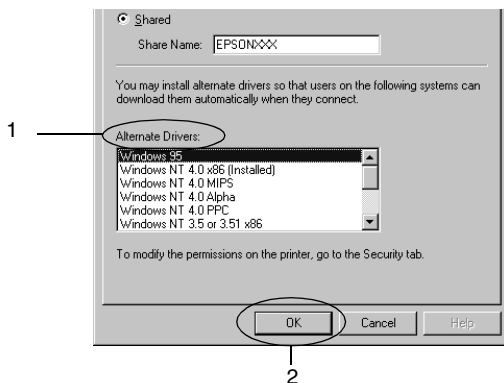 Shared
Share Name: EPSONXXX
You may install alternate drivers so that users on the following systems can
download them automatically when they connect.
1
Alternate Drivers:
Windows 95
Windows NT 4.0 x86 (Installed)
Windows NT 4.0 MIPS
Windows NT 4.0 Alpha
Windows NT 4.0 PPC
Windows NT 3.5 or 3.51 x86
To modify the permissions on the printer, go to the Security tab.
OK Cancel Help
2